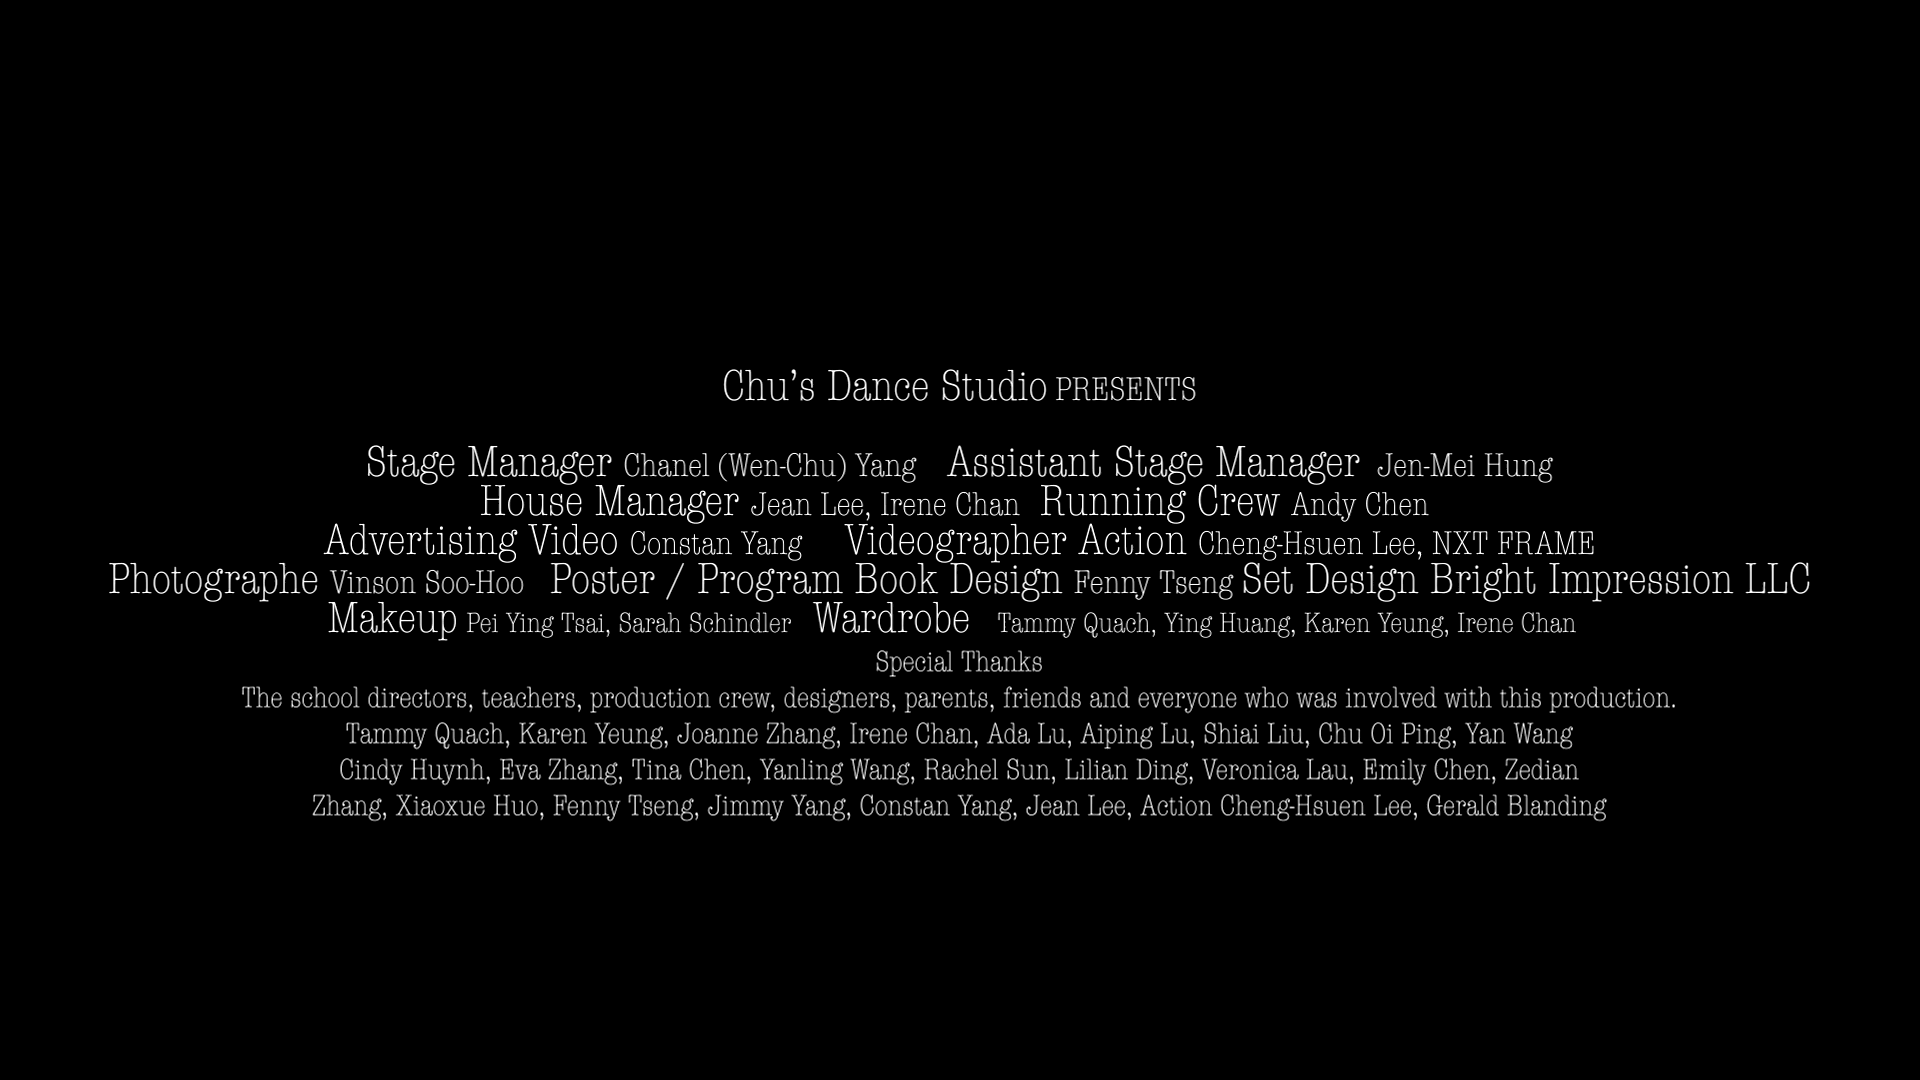 Chu’s Dance Studio PRESENTS
Stage Manager Chanel (Wen-Chu) Yang Assistant Stage Manager Jen-Mei Hung
House Manager Jean Lee, Irene Chan Running Crew Andy Chen
Advertising Video Constan Yang Videographer Action Cheng-Hsuen Lee, NXT FRAME
Photographe Vinson Soo-Hoo Poster / Program Book Design Fenny Tseng Set Design Bright Impression LLC
Makeup Pei Ying Tsai, Sarah Schindler Wardrobe Tammy Quach, Ying Huang, Karen Yeung, Irene Chan
Special Thanks
The school directors, teachers, production crew, designers, parents, friends and everyone who was involved with this production.
Tammy Quach, Karen Yeung, Joanne Zhang, Irene Chan, Ada Lu, Aiping Lu, Shiai Liu, Chu Oi Ping, Yan Wang
Cindy Huynh, Eva Zhang, Tina Chen, Yanling Wang, Rachel Sun, Lilian Ding, Veronica Lau, Emily Chen, Zedian
Zhang, Xiaoxue Huo, Fenny Tseng, Jimmy Yang, Constan Yang, Jean Lee, Action Cheng-Hsuen Lee, Gerald Blanding